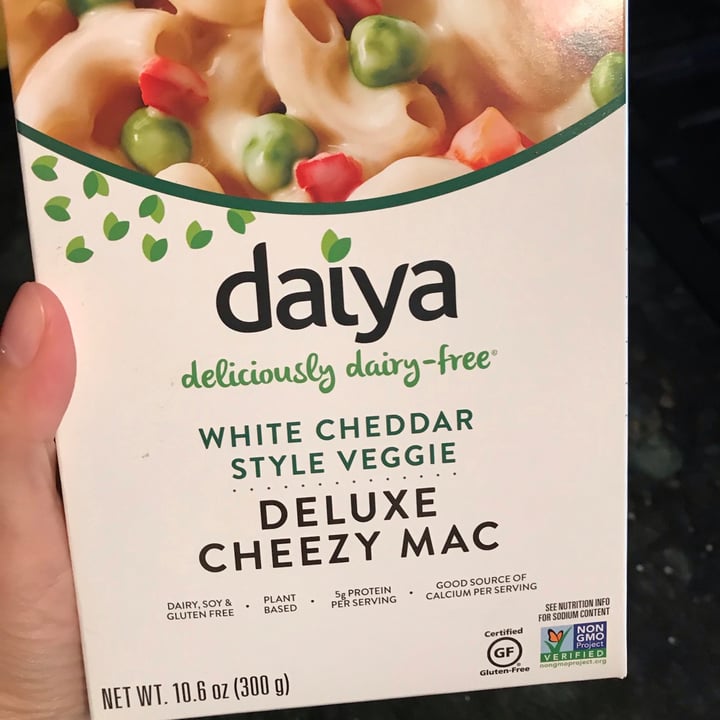 daiya
deliciously dairy-free®
WHITE CHEDDAR
STYLE VEGGIE
DELUXE
CHEEZY MAC
DAIRY, SOY &
GLUTEN FREE
•
PLANT
BASED
•
5g PROTEIN
PER SERVING
•
GOOD SOURCE OF
CALCIUM PER SERVING
SEE NUTRITION INFO
FOR SODIUM CONTENT
Certified
GF
Gluten-Free
NON
GMO
Project
VERIFIED
nongmoproject.org
NET WT. 10.6 oz (300 g)